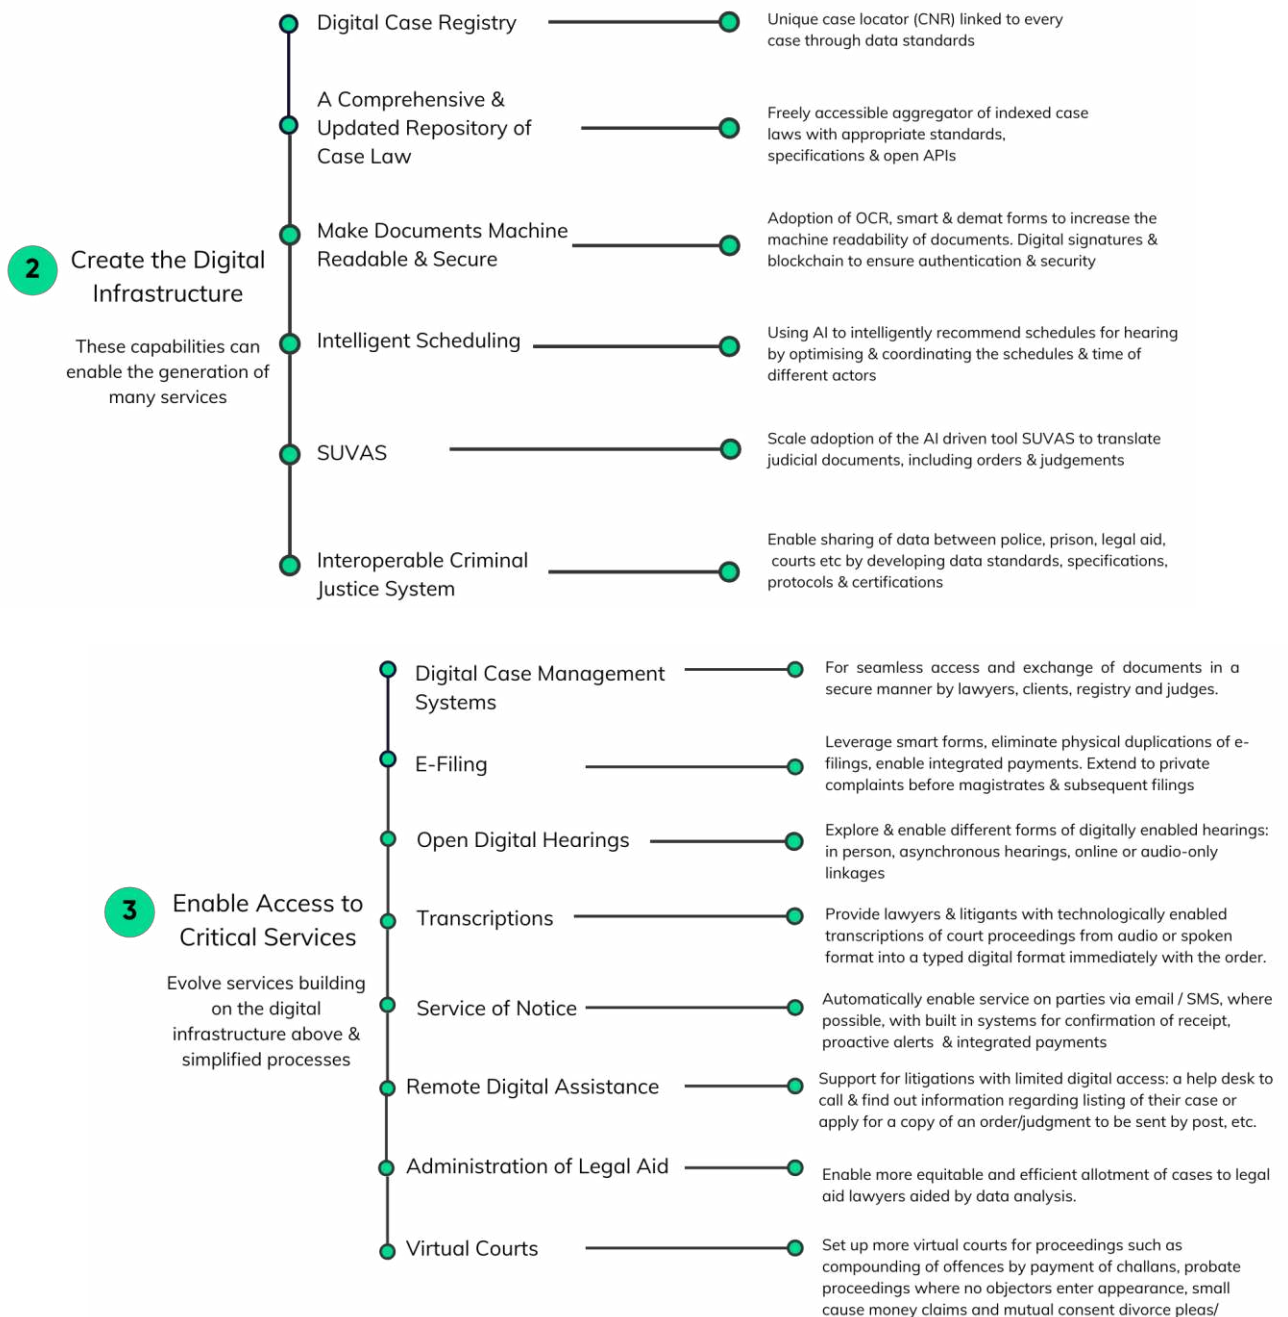 Digital Case Registry
Unique case locator (CNR) linked to every
case through data standards
A Comprehensive &
Updated Repository of
Case Law
Freely accessible aggregator of indexed case
laws with appropriate standards,
specifications & open APIs
Make Documents Machine
Readable & Secure
Adoption of OCR, smart & demat forms to increase the
machine readability of documents. Digital signatures &
blockchain to ensure authentication & security
2
Create the Digital
Infrastructure
These capabilities can
enable the generation of
many services
Intelligent Scheduling
Using AI to intelligently recommend schedules for hearing
by optimising & coordinating the schedules & time of
different actors
SUVAS
Scale adoption of the AI driven tool SUVAS to translate
judicial documents, including orders & judgements
Interoperable Criminal
Justice System
Enable sharing of data between police, prison, legal aid,
courts etc by developing data standards, specifications,
protocols & certifications
Digital Case Management
Systems
For seamless access and exchange of documents in a
secure manner by lawyers, clients, registry and judges.
E-Filing
Leverage smart forms, eliminate physical duplications of e-
filings, enable integrated payments. Extend to private
complaints before magistrates & subsequent filings
Open Digital Hearings
Explore & enable different forms of digitally enabled hearings:
in person, asynchronous hearings, online or audio-only
linkages
3
Enable Access to
Critical Services
Evolve services building
on the digital
infrastructure above &
simplified processes
Transcriptions
Provide lawyers & litigants with technologically enabled
transcriptions of court proceedings from audio or spoken
format into a typed digital format immediately with the order.
Service of Notice
Automatically enable service on parties via email / SMS, where
possible, with built in systems for confirmation of receipt,
proactive alerts & integrated payments
Remote Digital Assistance
Support for litigations with limited digital access: a help desk to
call & find out information regarding listing of their case or
apply for a copy of an order/judgment to be sent by post, etc.
Administration of Legal Aid
Enable more equitable and efficient allotment of cases to legal
aid lawyers aided by data analysis.
Virtual Courts
Set up more virtual courts for proceedings such as
compounding of offences by payment of challans, probate
proceedings where no objectors enter appearance, small
cause money claims and mutual consent divorce pleas/